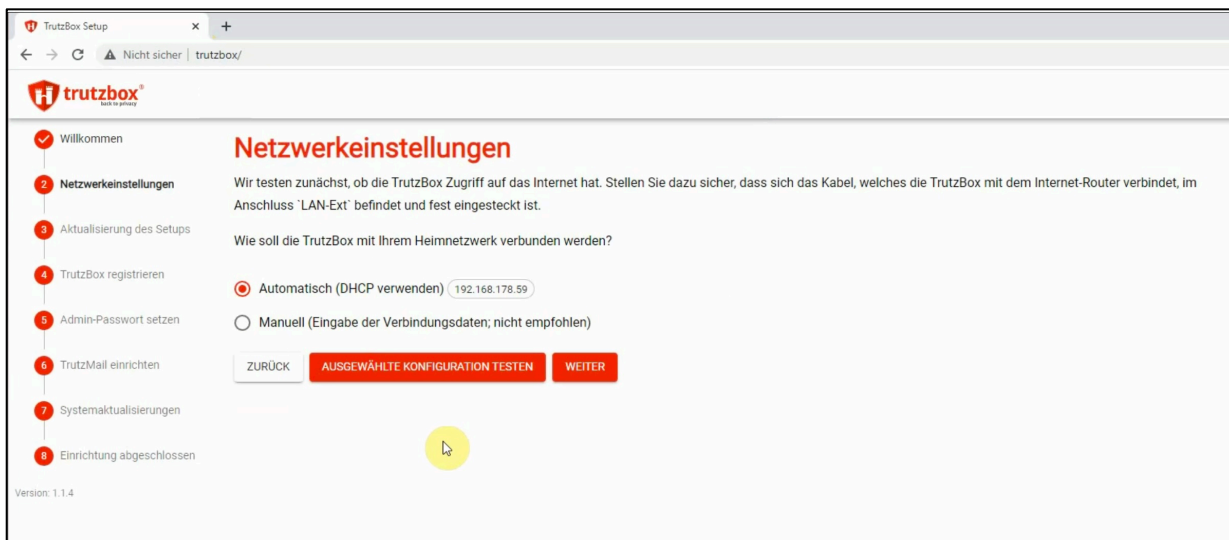 TrutzBox Setup
Nicht sicher | trutzbox/
trutzbox®
back to privacy
Willkommen
2 Netzwerkeinstellungen
3 Aktualisierung des Setups
4 TrutzBox registrieren
5 Admin-Passwort setzen
6 TrutzMail einrichten
7 Systemaktualisierungen
8 Einrichtung abgeschlossen
Version: 1.1.4
Netzwerkeinstellungen
Wir testen zunächst, ob die TrutzBox Zugriff auf das Internet hat. Stellen Sie dazu sicher, dass sich das Kabel, welches die TrutzBox mit dem Internet-Router verbindet, im
Anschluss `LAN-Ext` befindet und fest eingesteckt ist.
Wie soll die TrutzBox mit Ihrem Heimnetzwerk verbunden werden?
Automatisch (DHCP verwenden) 192.168.178.59
Manuell (Eingabe der Verbindungsdaten; nicht empfohlen)
ZURÜCK AUSGEWÄHLTE KONFIGURATION TESTEN WEITER